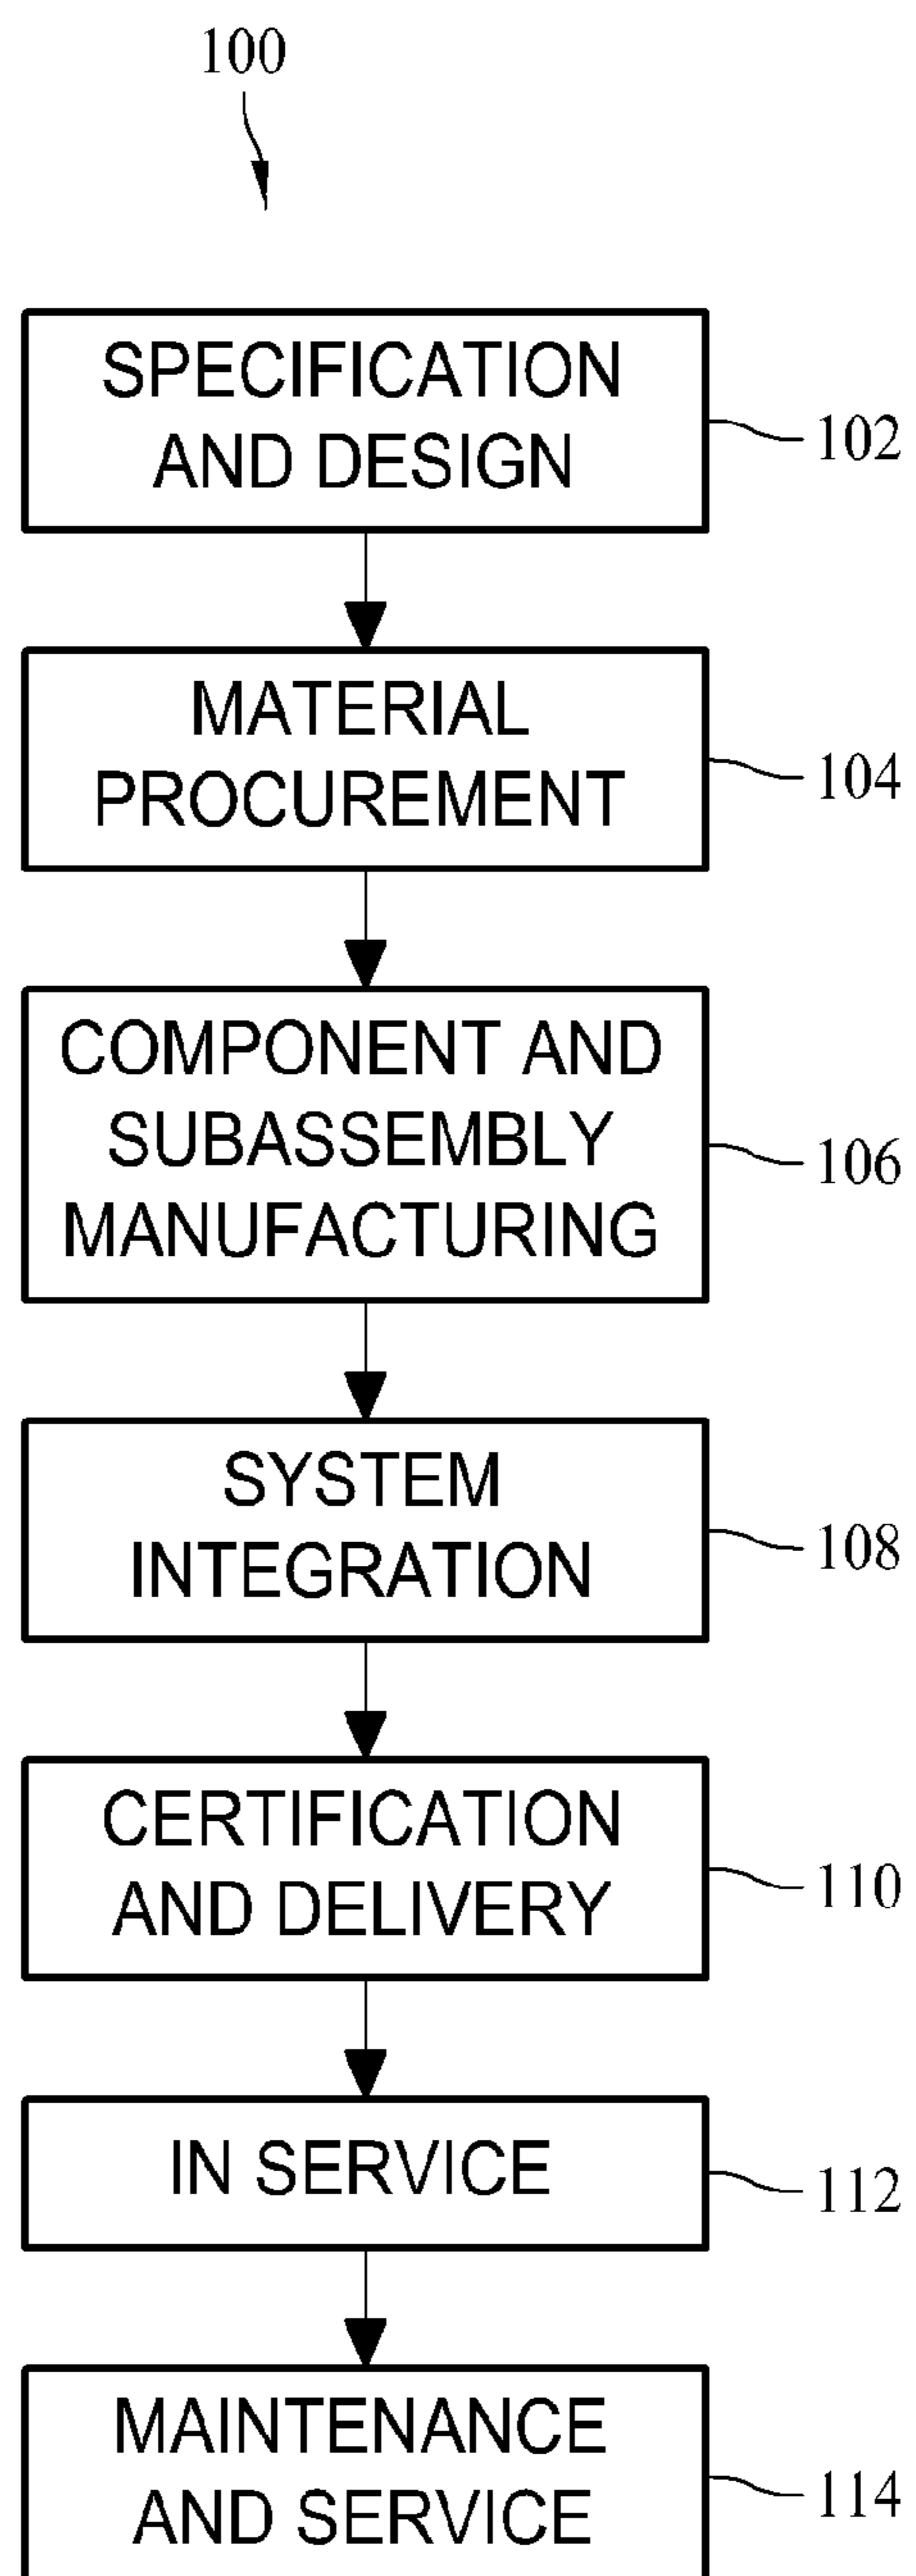 100
SPECIFICATION
AND DESIGN
102
MATERIAL
PROCUREMENT
104
COMPONENT AND
SUBASSEMBLY
MANUFACTURING
106
SYSTEM
INTEGRATION
108
CERTIFICATION
AND DELIVERY
110
IN SERVICE
112
MAINTENANCE
AND SERVICE
114